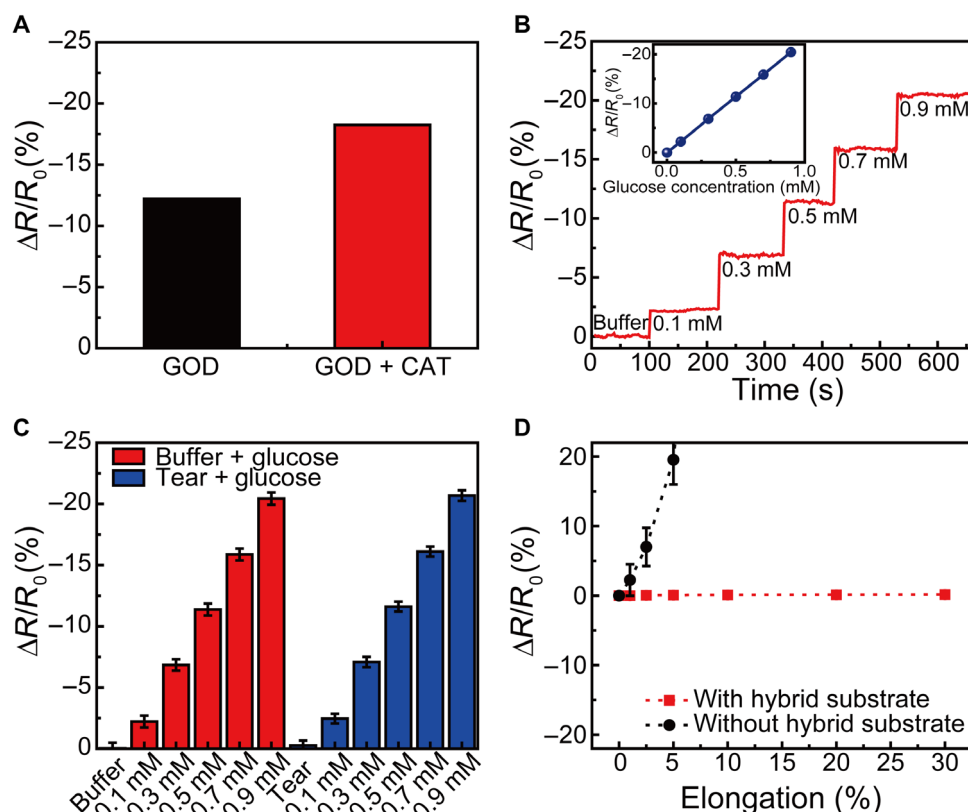 A
−25
−20
−15
−10
−5
0
ΔR/R0(%)
GOD
GOD + CAT
B
−25
−20
−15
−10
−5
0
ΔR/R0(%)
Buffer
0.1 mM
0.3 mM
0.5 mM
0.7 mM
0.9 mM
0 100 200 300 400 500 600
Time (s)
−20
−10
0
ΔR/R0(%)
0.0 0.5 1.0
Glucose concentration (mM)
C
−25
−20
−15
−10
−5
0
ΔR/R0(%)
Buffer + glucose
Tear + glucose
Buffer
0.1 mM
0.3 mM
0.5 mM
0.7 mM
0.9 mM
Tear
0.1 mM
0.3 mM
0.5 mM
0.7 mM
0.9 mM
D
20
10
0
−10
−20
ΔR/R0(%)
With hybrid substrate
Without hybrid substrate
0 5 10 15 20 25 30
Elongation (%)